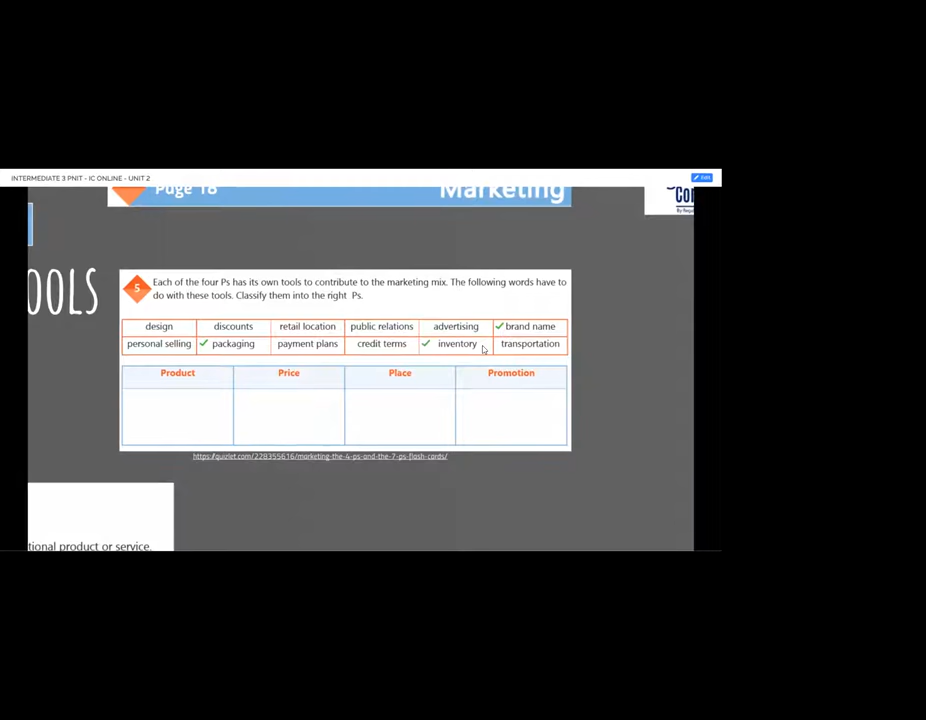 INTERMEDIATE 3 PNIT - IC ONLINE - UNIT 2
Edit
Page 18
Marketing
OOLS
5
Each of the four Ps has its own tools to contribute to the marketing mix. The following words have to
do with these tools. Classify them into the right Ps.
design discounts retail location public relations advertising ✓ brand name
personal selling ✓ packaging payment plans credit terms ✓ inventory transportation
Product Price Place Promotion
https://quizlet.com/228355616/marketing-the-4-ps-and-the-7-ps-flash-cards/
tional product or service.